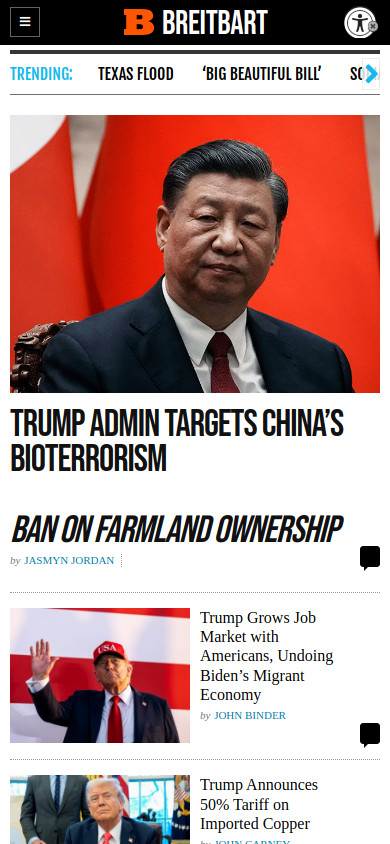 BREITBART
TRENDING:
TEXAS FLOOD
‘BIG BEAUTIFUL BILL’
TRUMP ADMIN TARGETS CHINA’S
BIOTERRORISM
BAN ON FARMLAND OWNERSHIP
by JASMYN JORDAN
USA
Trump Grows Job
Market with
Americans, Undoing
Biden’s Migrant
Economy
by JOHN BINDER
Trump Announces
50% Tariff on
Imported Copper
by JOHN CARNEY